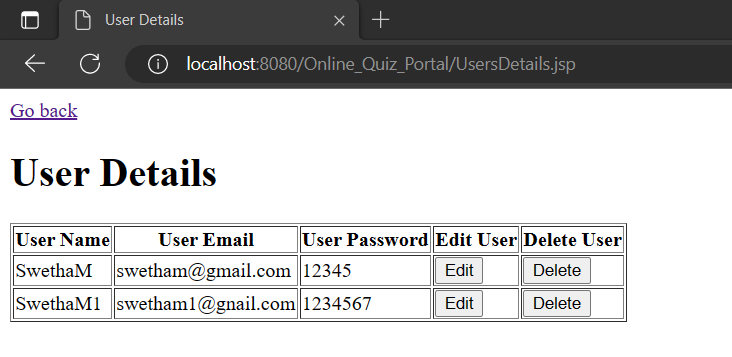 User Details
localhost:8080/Online_Quiz_Portal/UsersDetails.jsp
Go back
User Details
User Name User Email User Password Edit User Delete User
SwethaM swetham@gmail.com 12345 Edit Delete
SwethaM1 swetham1@gnail.com 1234567 Edit Delete